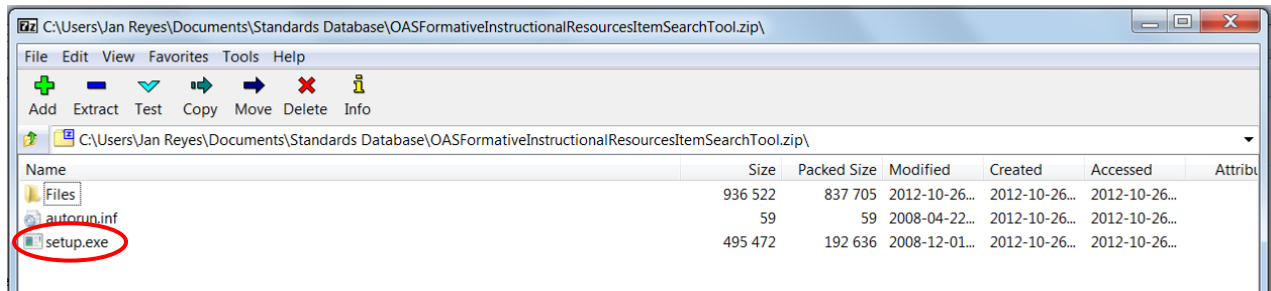 7z C:\Users\Jan Reyes\Documents\Standards Database\OASFormativeInstructionalResourcesItemSearchTool.zip\
File Edit View Favorites Tools Help
Add Extract Test Copy Move Delete Info
C:\Users\Jan Reyes\Documents\Standards Database\OASFormativeInstructionalResourcesItemSearchTool.zip\
Name Size Packed Size Modified Created Accessed Attribu
Files 936 522 837 705 2012-10-26... 2012-10-26... 2012-10-26...
autorun.inf 59 59 2008-04-22... 2012-10-26... 2012-10-26...
setup.exe 495 472 192 636 2008-12-01... 2012-10-26... 2012-10-26...